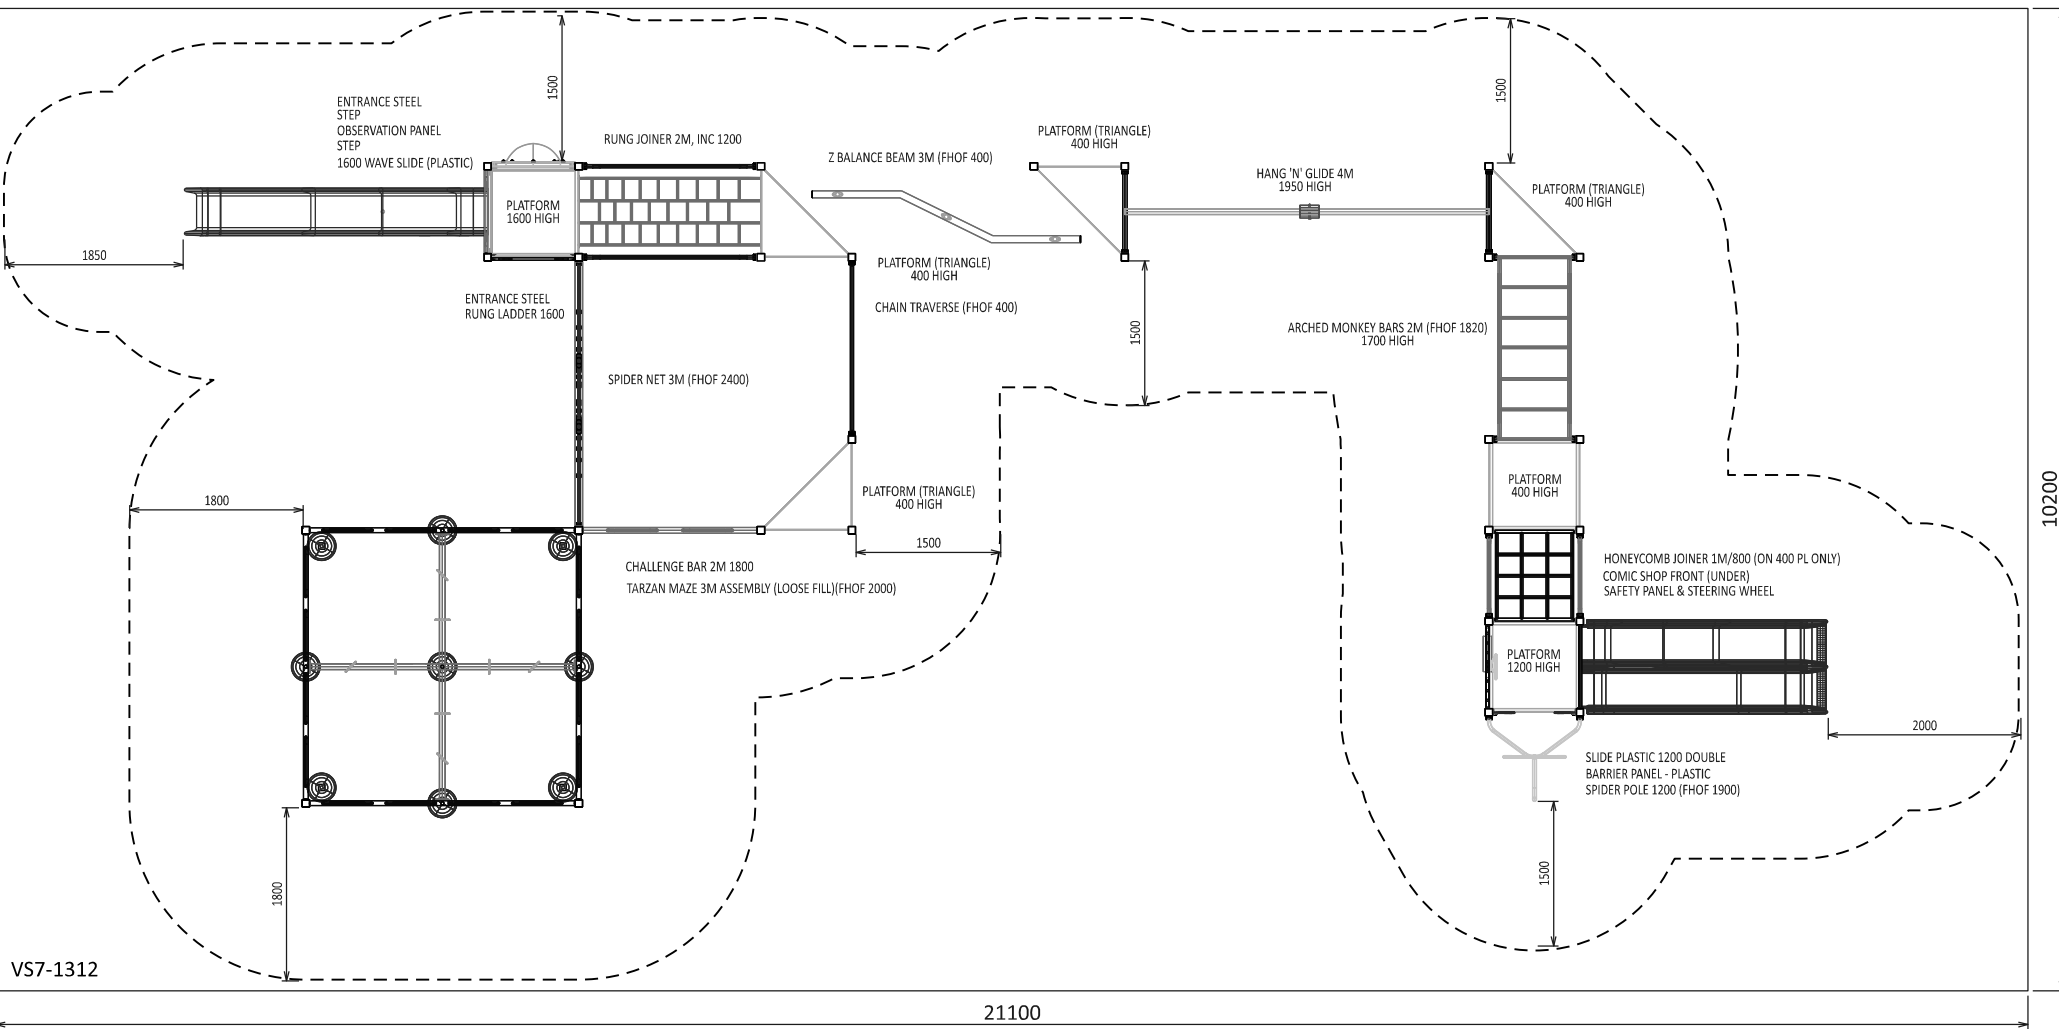 1500
1500
ENTRANCE STEEL
STEP
OBSERVATION PANEL
STEP
1600 WAVE SLIDE (PLASTIC)
RUNG JOINER 2M, INC 1200
Z BALANCE BEAM 3M (FHOF 400)
PLATFORM (TRIANGLE)
400 HIGH
HANG 'N' GLIDE 4M
1950 HIGH
PLATFORM (TRIANGLE)
400 HIGH
PLATFORM
1600 HIGH
1850
PLATFORM (TRIANGLE)
400 HIGH
CHAIN TRAVERSE (FHOF 400)
ENTRANCE STEEL
RUNG LADDER 1600
1500
ARCHED MONKEY BARS 2M (FHOF 1820)
1700 HIGH
SPIDER NET 3M (FHOF 2400)
PLATFORM (TRIANGLE)
400 HIGH
PLATFORM
400 HIGH
1800
1500
10200
CHALLENGE BAR 2M 1800
TARZAN MAZE 3M ASSEMBLY (LOOSE FILL)(FHOF 2000)
HONEYCOMB JOINER 1M/800 (ON 400 PL ONLY)
COMIC SHOP FRONT (UNDER)
SAFETY PANEL & STEERING WHEEL
PLATFORM
1200 HIGH
2000
SLIDE PLASTIC 1200 DOUBLE
BARRIER PANEL - PLASTIC
SPIDER POLE 1200 (FHOF 1900)
1800
1500
VS7-1312
21100